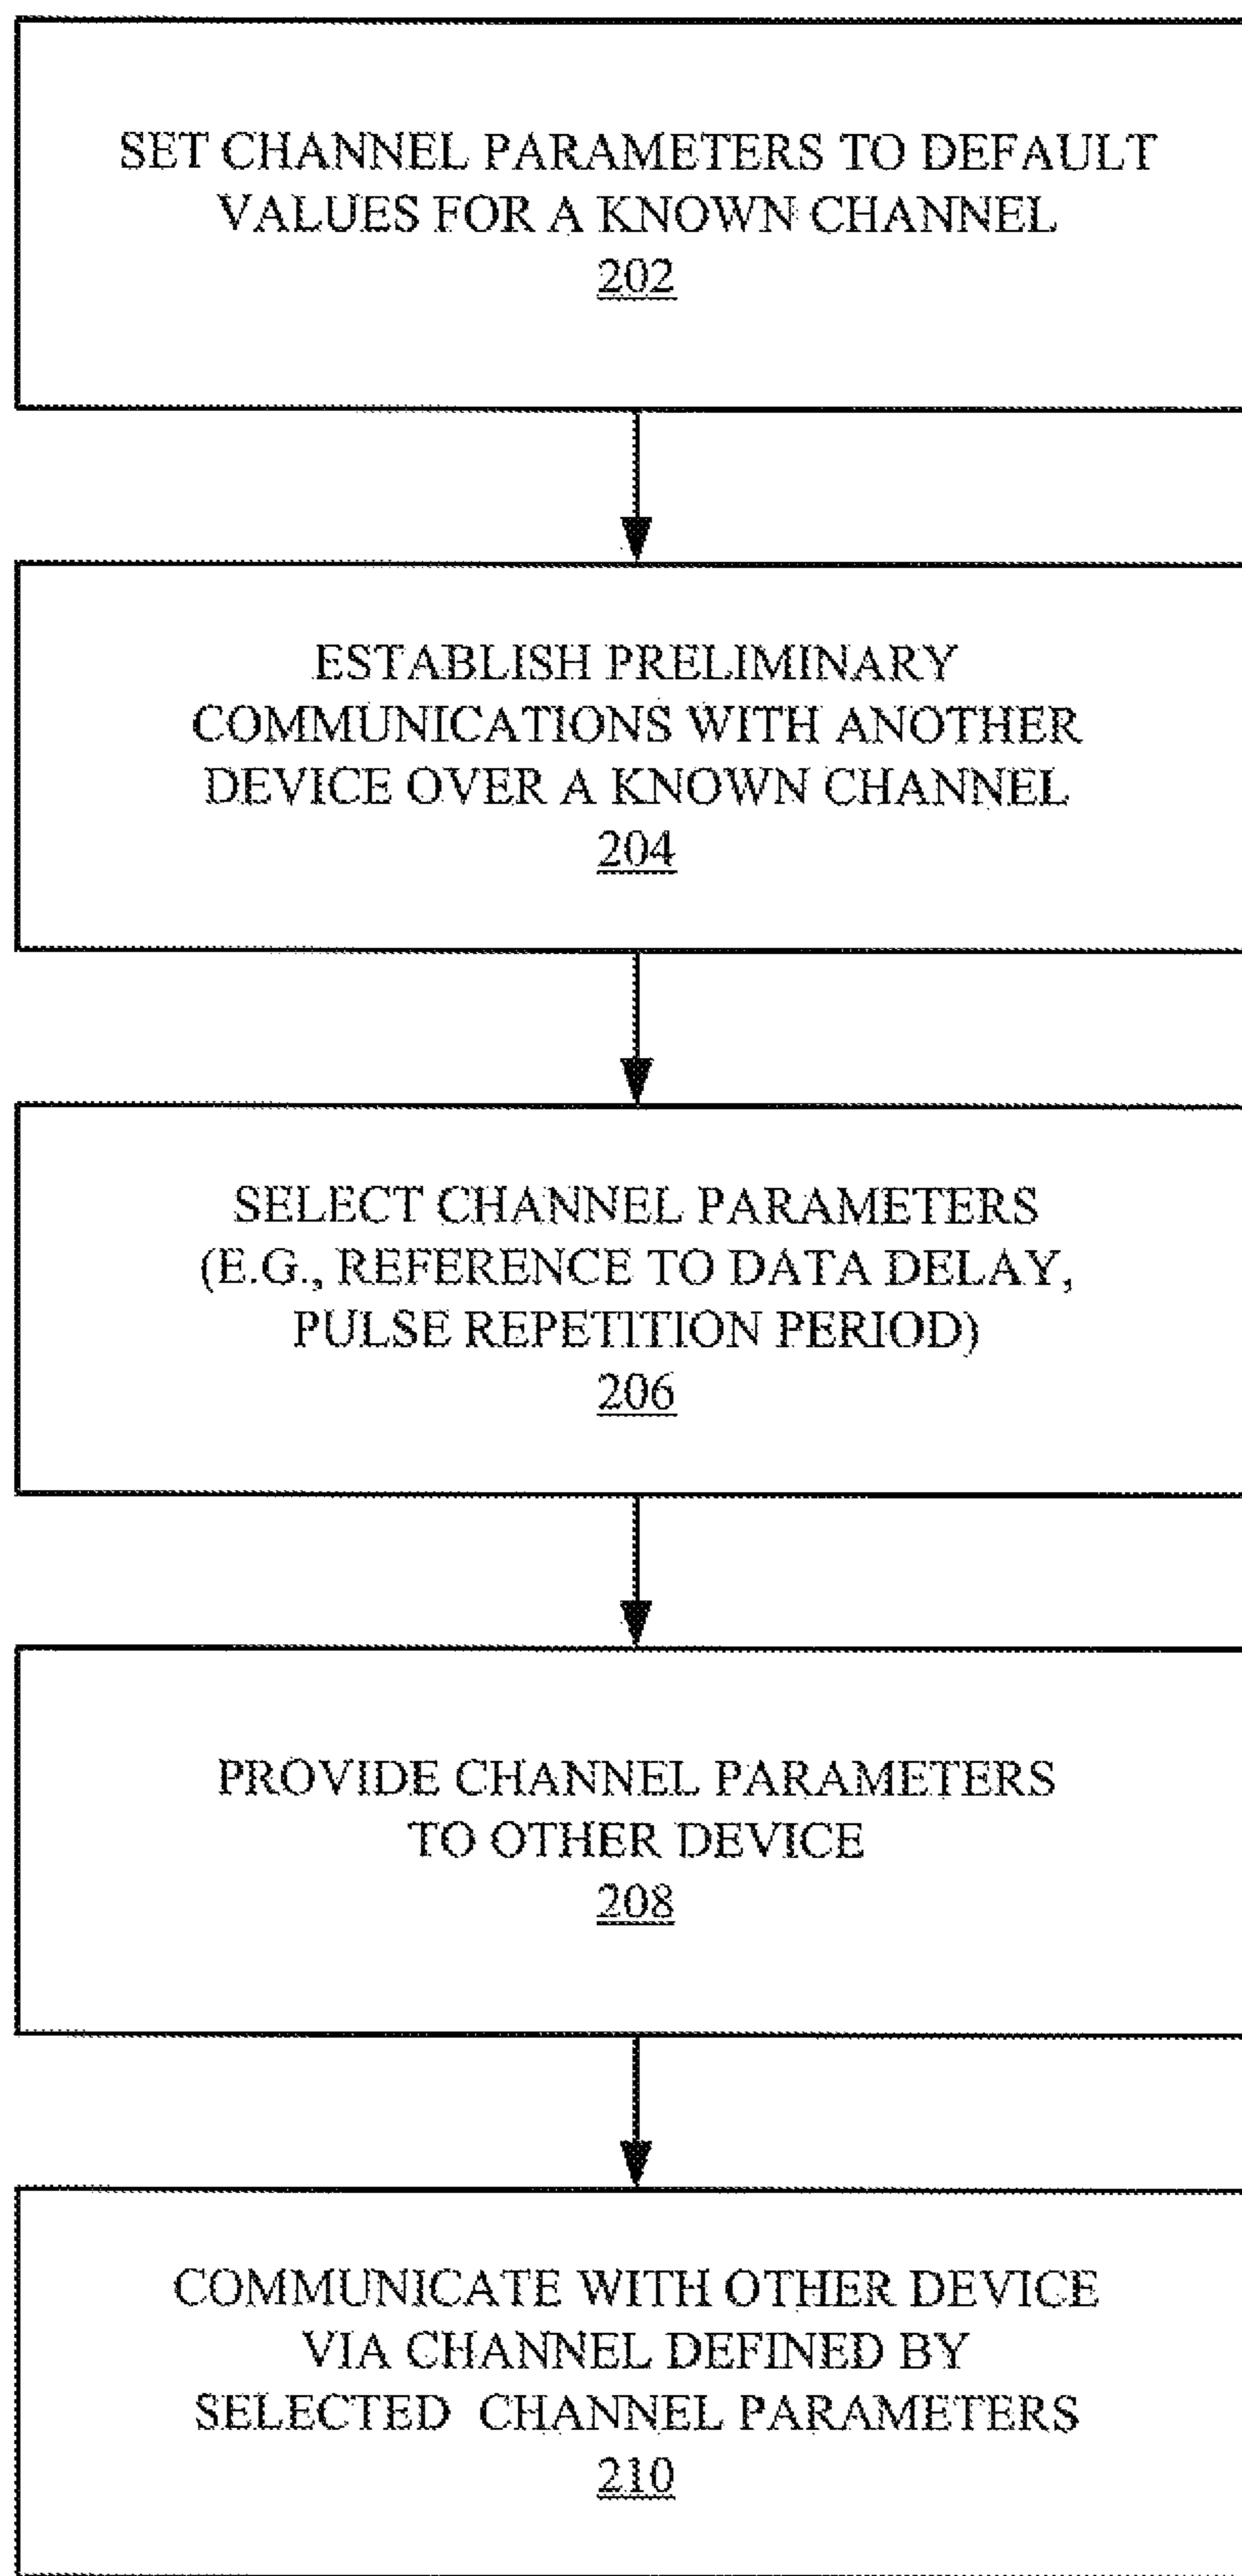 SET CHANNEL PARAMETERS TO DEFAULT
VALUES FOR A KNOWN CHANNEL
202
ESTABLISH PRELIMINARY
COMMUNICATIONS WITH ANOTHER
DEVICE OVER A KNOWN CHANNEL
204
SELECT CHANNEL PARAMETERS
(E.G., REFERENCE TO DATA DELAY,
PULSE REPETITION PERIOD)
206
PROVIDE CHANNEL PARAMETERS
TO OTHER DEVICE
208
COMMUNICATE WITH OTHER DEVICE
VIA CHANNEL DEFINED BY
SELECTED CHANNEL PARAMETERS
210